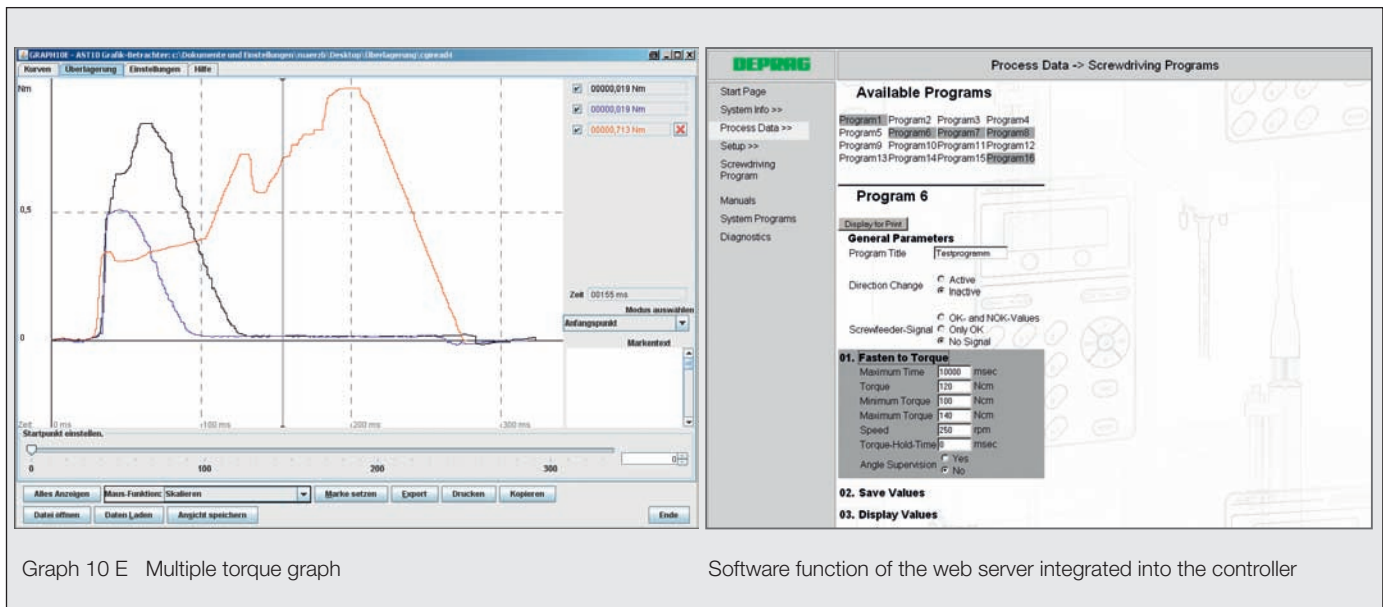 GRAPH10E - AST10 Grafik-Betrachter: c:\Dokumente und Einstellungen\maerzb\Desktop\Überlagerung\cgeread4
Kurven Überlagerung Einstellungen Hilfe
Nm
0,5
0
Zeit 0 ms 100 ms 200 ms 300 ms
00000,019 Nm
00000,019 Nm
00000,713 Nm
Zeit 00155 ms
Modus auswählen
Anfangspunkt
Markentext
Startpunkt einstellen.
0 100 200 300
0
Alles Anzeigen Maus-Funktion: Skalieren Marke setzen Export Drucken Kopieren
Datei öffnen Daten Laden Angicht speichern Ende
Graph 10 E Multiple torque graph
DEPRAG
Process Data -> Screwdriving Programs
Start Page
System Info >>
Process Data >>
Setup >>
Screwdriving
Program
Manuals
System Programs
Diagnostics
Available Programs
Program1 Program2 Program3 Program4
Program5 Program6 Program7 Program8
Program9 Program10 Program11 Program12
Program13 Program14 Program15 Program16
Program 6
Display for Print
General Parameters
Program Title Testprogramm
Direction Change Active
Inactive
OK- and NOK-Values
Screwfeeder-Signal Only OK
No Signal
01. Fasten to Torque
Maximum Time 10000 msec
Torque 120 Ncm
Minimum Torque 100 Ncm
Maximum Torque 140 Ncm
Speed 250 rpm
Torque-Hold-Time 0 msec
Angle Supervision Yes
No
02. Save Values
03. Display Values
Software function of the web server integrated into the controller